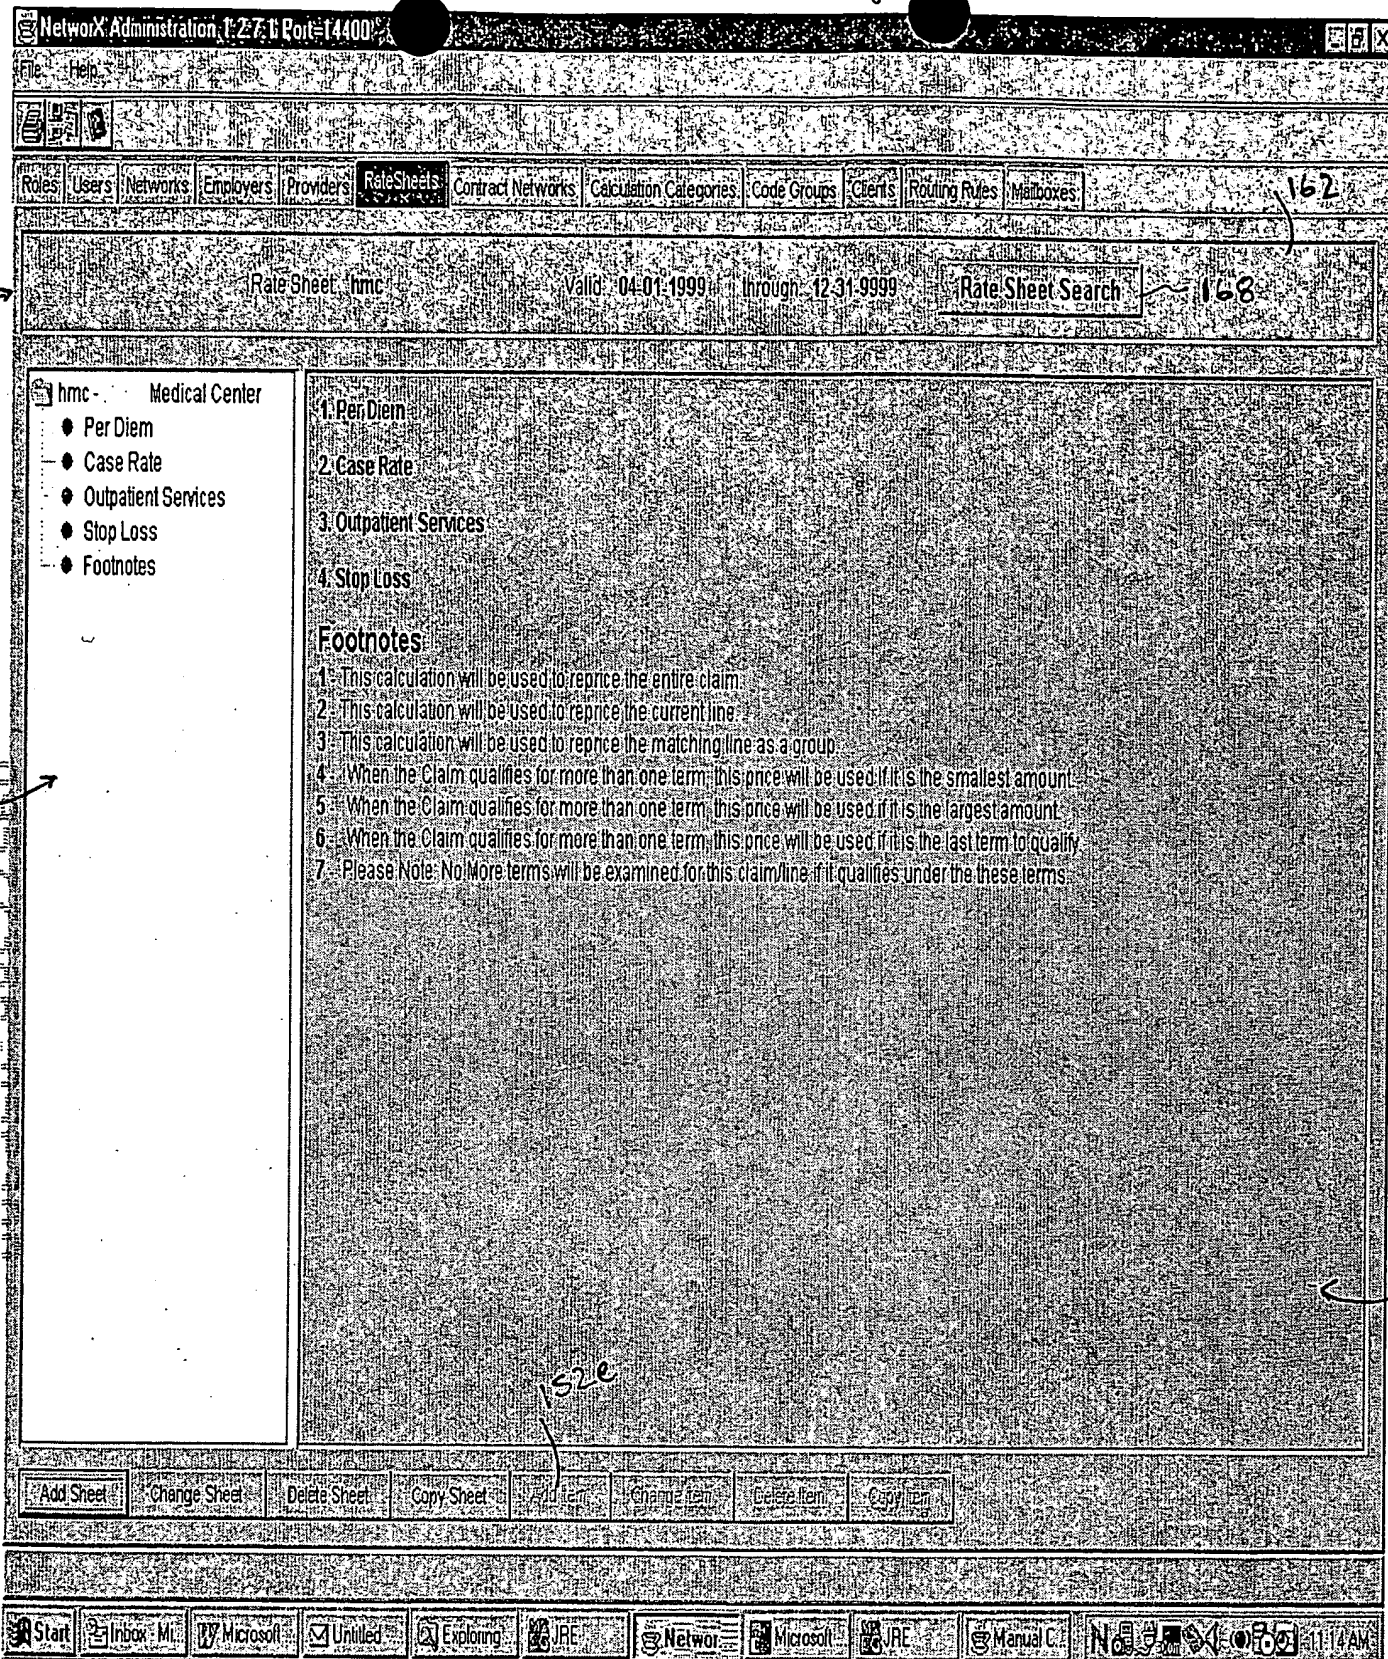 NetworX Administration 1.2.7.1 Port=14400
File Help
Roles Users Networks Employers Providers RateSheets Contract Networks Calculation Categories Code Groups Clients Routing Rules Mailboxes
162
Rate Sheet hmc Valid 04-01-1999 through 12-31-9999 Rate Sheet Search 168
hmc - Medical Center
Per Diem
Case Rate
Outpatient Services
Stop Loss
Footnotes
1. Per Diem
2. Case Rate
3. Outpatient Services
4. Stop Loss
Footnotes
1 - This calculation will be used to reprice the entire claim.
2 - This calculation will be used to reprice the current line.
3 - This calculation will be used to reprice the matching line as a group.
4 - When the Claim qualifies for more than one term, this price will be used if it is the smallest amount.
5 - When the Claim qualifies for more than one term, this price will be used if it is the largest amount.
6 - When the Claim qualifies for more than one term, this price will be used if it is the last term to qualify.
7 - Please Note: No More terms will be examined for this claim/line if it qualifies under the these terms.
152e
Add Sheet Change Sheet Delete Sheet Copy Sheet Add Item Change Item Delete Item Copy Item
Start Inbox - Mi... Microsoft... Untitled... Exploring... JRE Networ... Microsoft... JRE Manual C... 11:14 AM